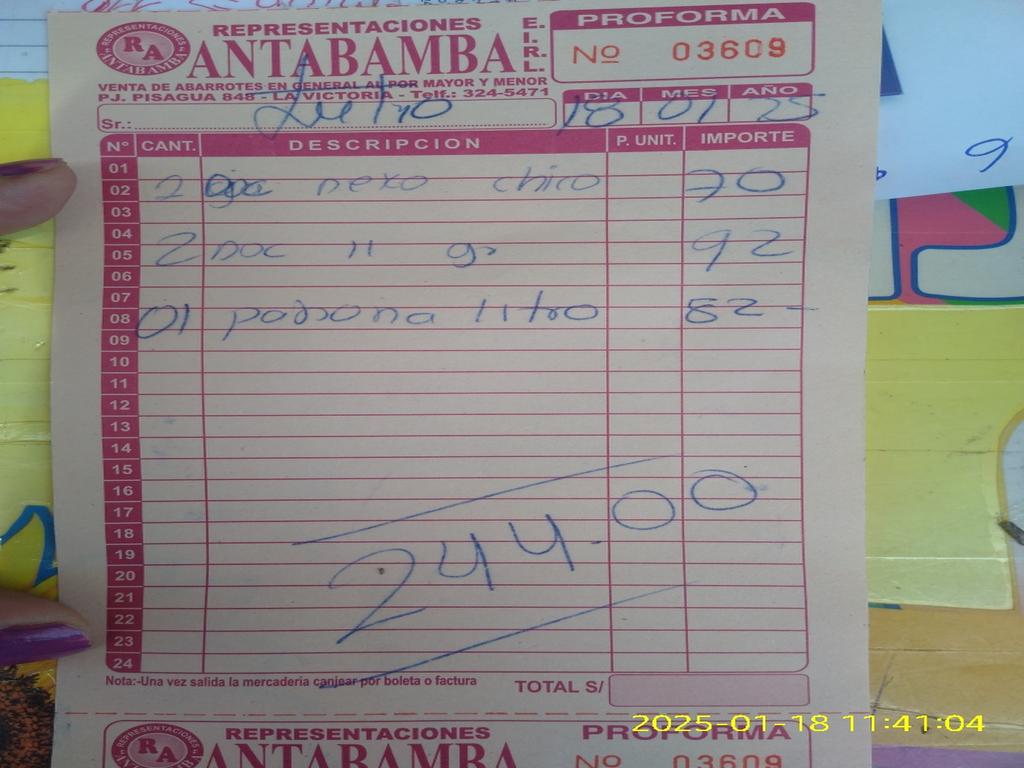 REPRESENTACIONES
ANTABAMBA E.I.R.L.
REPRESENTACIONES RA ANTABAMBA
VENTA DE ABARROTES EN GENERAL AL POR MAYOR Y MENOR
PJ. PISAGUA 848 - LA VICTORIA - Telf.: 324-5471
PROFORMA
Nº 03609
DIA MES AÑO
18 01 25
Sr.:
Nº CANT. DESCRIPCION P. UNIT. IMPORTE
01
02 2 nexo chico 70
03
04
05 2 Doc 11 gr 92
06
07
08 01 padrona litro 82-
09
10
11
12
13
14
15
16
17
18
19
20
21
22
23
24
244.00
Nota:-Una vez salida la mercadería canjear por boleta o factura
TOTAL S/
2025-01-18 11:41:04
REPRESENTACIONES
ANTABAMBA
REPRESENTACIONES RA
PROFORMA
Nº 03609